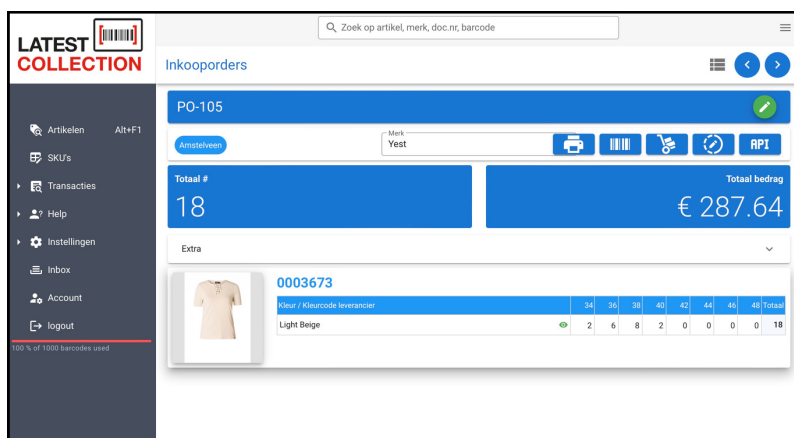 LATEST
COLLECTION
Zoek op artikel, merk, doc.nr, barcode
Inkooporders
Artikelen Alt+F1
SKU's
Transacties
Help
Instellingen
Inbox
Account
logout
100 % of 1000 barcodes used
PO-105
Amstelveen
Merk
Yest
API
Totaal #
18
Totaal bedrag
€ 287.64
Extra
0003673
Kleur / Kleurcode leverancier 34 36 38 40 42 44 46 48 Totaal
Light Beige 2 6 8 2 0 0 0 0 18